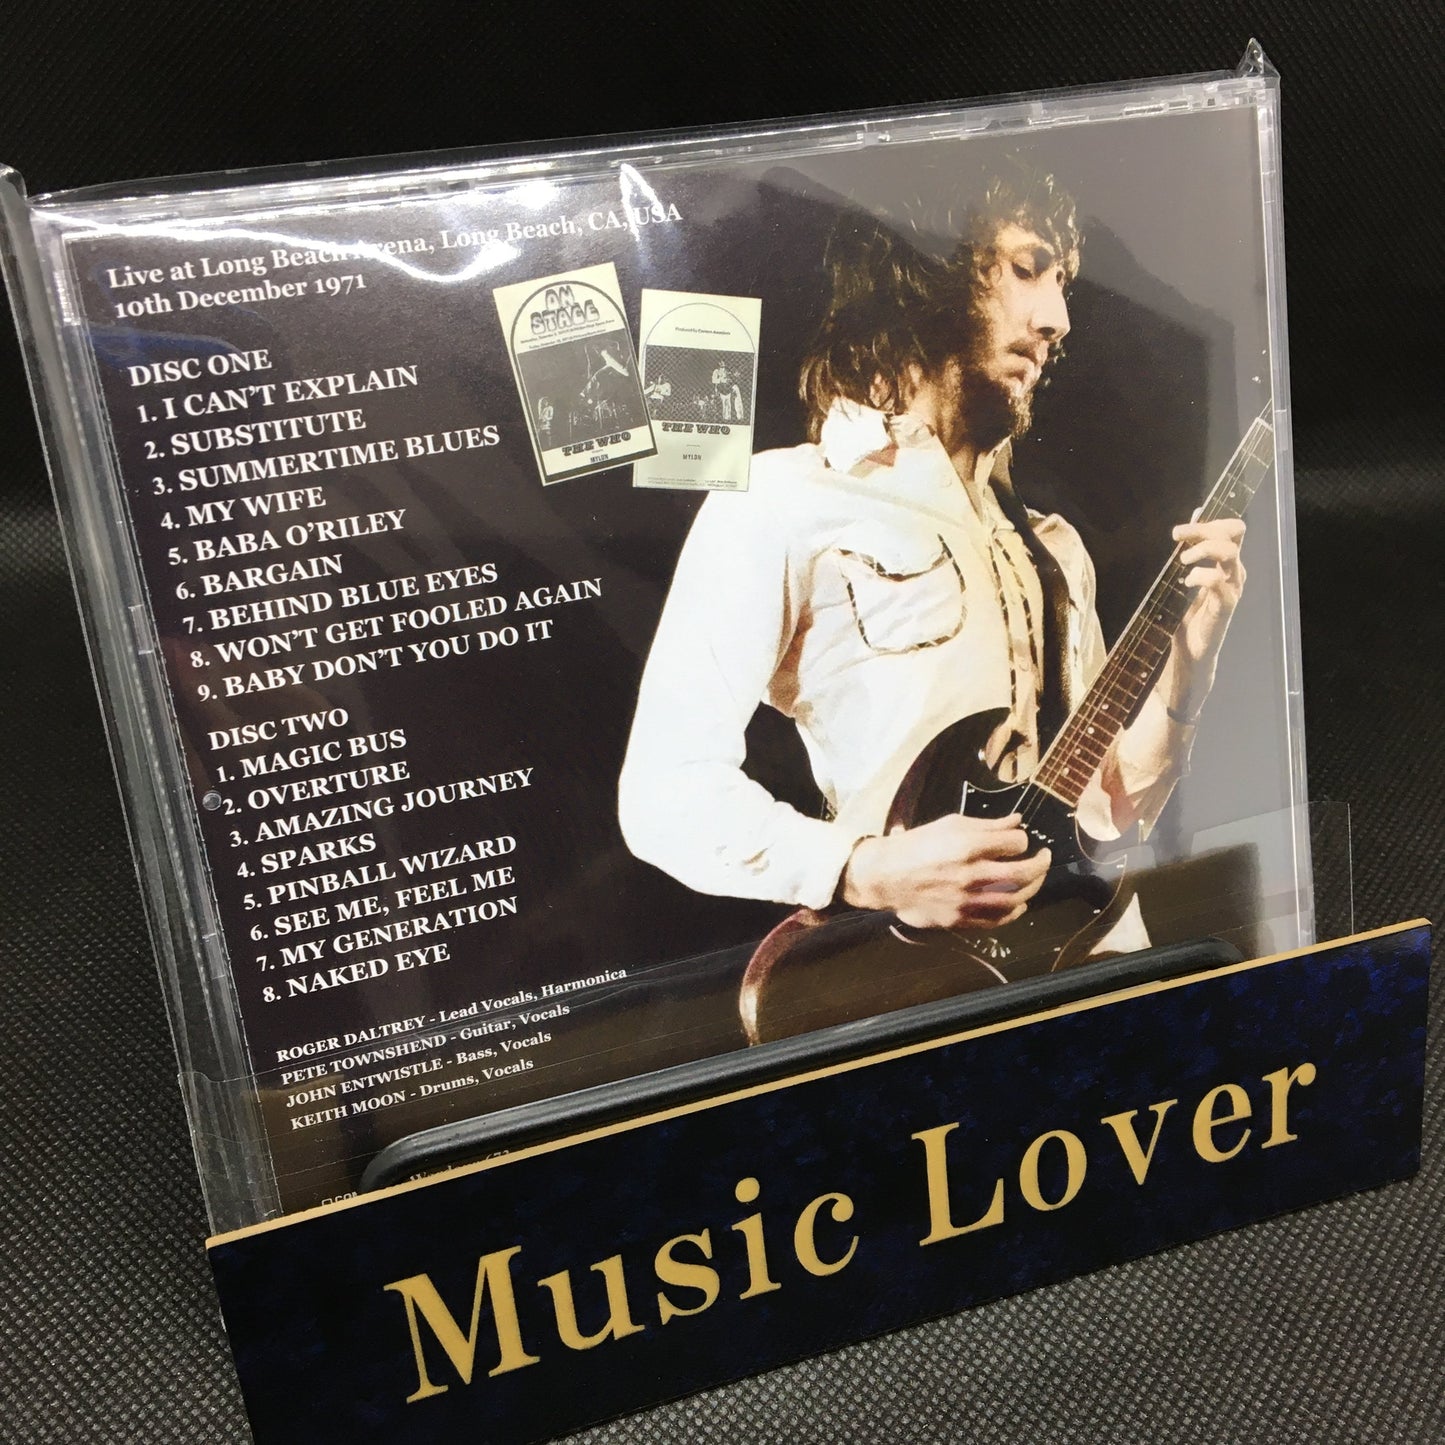 Live at Long Beach Arena, Long Beach, CA, USA
10th December 1971
DISC ONE
1. I CAN'T EXPLAIN
2. SUBSTITUTE
3. SUMMERTIME BLUES
4. MY WIFE
5. BABA O'RILEY
6. BARGAIN
7. BEHIND BLUE EYES
8. WON'T GET FOOLED AGAIN
9. BABY DON'T YOU DO IT
DISC TWO
1. MAGIC BUS
2. OVERTURE
3. AMAZING JOURNEY
4. SPARKS
5. PINBALL WIZARD
6. SEE ME, FEEL ME
7. MY GENERATION
8. NAKED EYE
ROGER DALTREY - Lead Vocals, Harmonica
PETE TOWNSHEND - Guitar, Vocals
JOHN ENTWISTLE - Bass, Vocals
KEITH MOON - Drums, Vocals
ON
STAGE
THE WHO
MYLON
THE WHO
MYLON
Music Lover